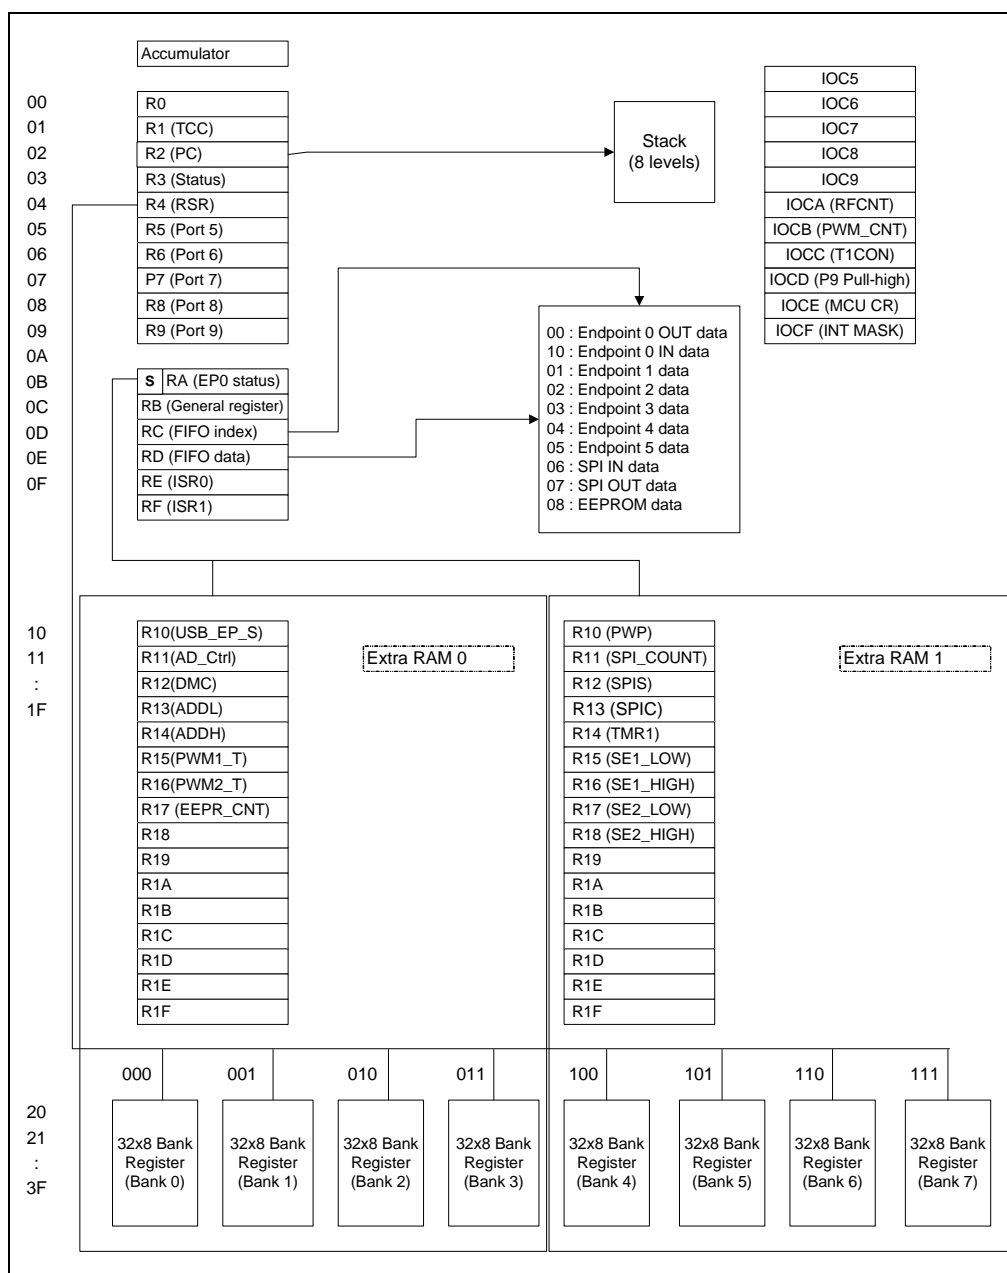 Accumulator
00
01
02
03
04
05
06
07
08
09
0A
0B
0C
0D
0E
0F
R0
R1 (TCC)
R2 (PC)
R3 (Status)
R4 (RSR)
R5 (Port 5)
R6 (Port 6)
P7 (Port 7)
R8 (Port 8)
R9 (Port 9)
S RA (EP0 status)
RB (General register)
RC (FIFO index)
RD (FIFO data)
RE (ISR0)
RF (ISR1)
Stack
(8 levels)
00 : Endpoint 0 OUT data
10 : Endpoint 0 IN data
01 : Endpoint 1 data
02 : Endpoint 2 data
03 : Endpoint 3 data
04 : Endpoint 4 data
05 : Endpoint 5 data
06 : SPI IN data
07 : SPI OUT data
08 : EEPROM data
IOC5
IOC6
IOC7
IOC8
IOC9
IOCA (RFCNT)
IOCB (PWM_CNT)
IOCC (T1CON)
IOCD (P9 Pull-high)
IOCE (MCU CR)
IOCF (INT MASK)
10
11
:
1F
R10(USB_EP_S)
R11(AD_Ctrl)
R12(DMC)
R13(ADDL)
R14(ADDH)
R15(PWM1_T)
R16(PWM2_T)
R17 (EEPR_CNT)
R18
R19
R1A
R1B
R1C
R1D
R1E
R1F
Extra RAM 0
R10 (PWP)
R11 (SPI_COUNT)
R12 (SPIS)
R13 (SPIC)
R14 (TMR1)
R15 (SE1_LOW)
R16 (SE1_HIGH)
R17 (SE2_LOW)
R18 (SE2_HIGH)
R19
R1A
R1B
R1C
R1D
R1E
R1F
Extra RAM 1
000
001
010
011
100
101
110
111
20
21
:
3F
32x8 Bank
Register
(Bank 0)
32x8 Bank
Register
(Bank 1)
32x8 Bank
Register
(Bank 2)
32x8 Bank
Register
(Bank 3)
32x8 Bank
Register
(Bank 4)
32x8 Bank
Register
(Bank 5)
32x8 Bank
Register
(Bank 6)
32x8 Bank
Register
(Bank 7)